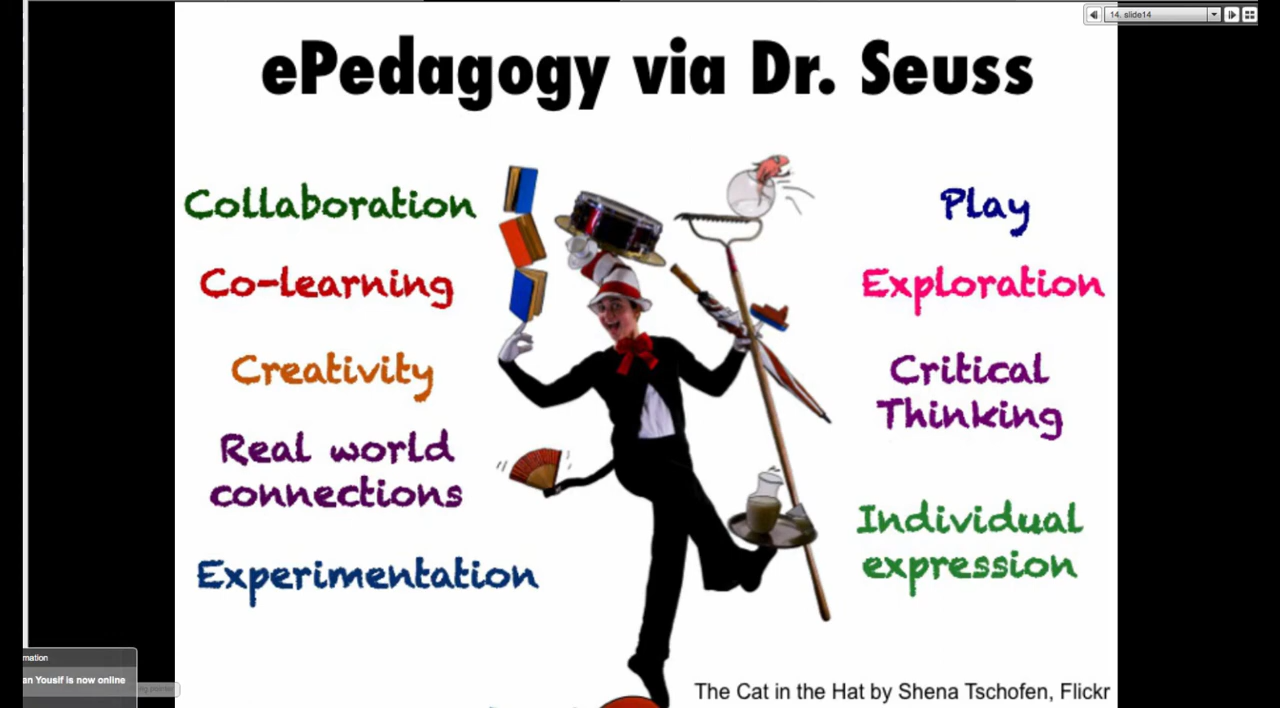 14. slide14
ePedagogy via Dr. Seuss
Collaboration
Co-learning
Creativity
Real world
connections
Experimentation
Play
Exploration
Critical
Thinking
Individual
expression
The Cat in the Hat by Shena Tschofen, Flickr
mation
an Yousif is now online